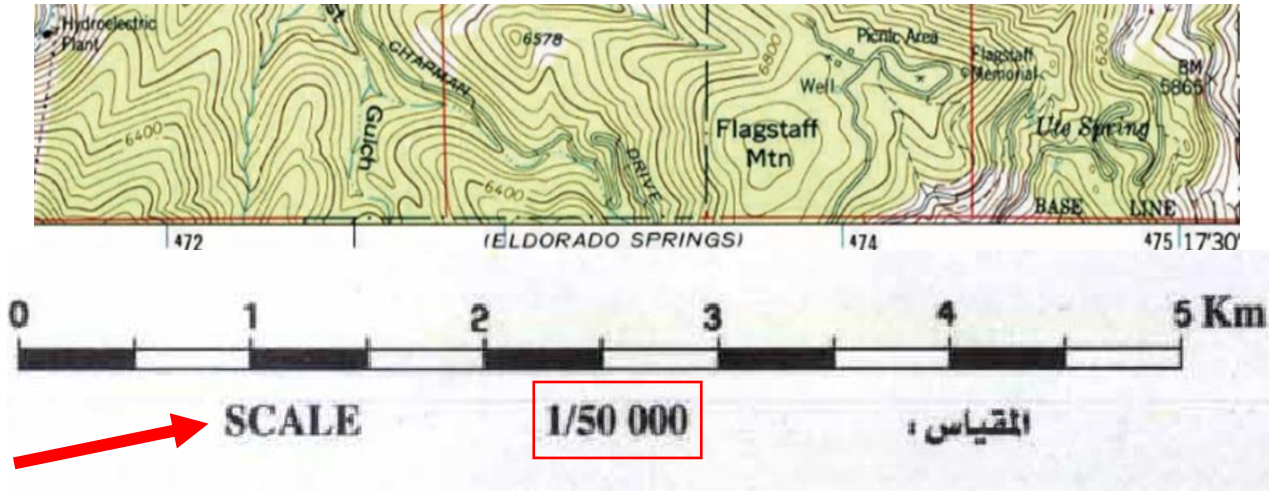 Hydroelectric
Plant
CHAPMAN
DRIVE
Gulch
6578
6400
6400
6800
Picnic Area
Well
Flagstaff
Memorial
6200
BM
5865
Flagstaff
Mtn
Ute Spring
BASE LINE
472
(ELDORADO SPRINGS)
474
475
17'30"
0 1 2 3 4 5 Km
SCALE 1/50 000 المقياس :